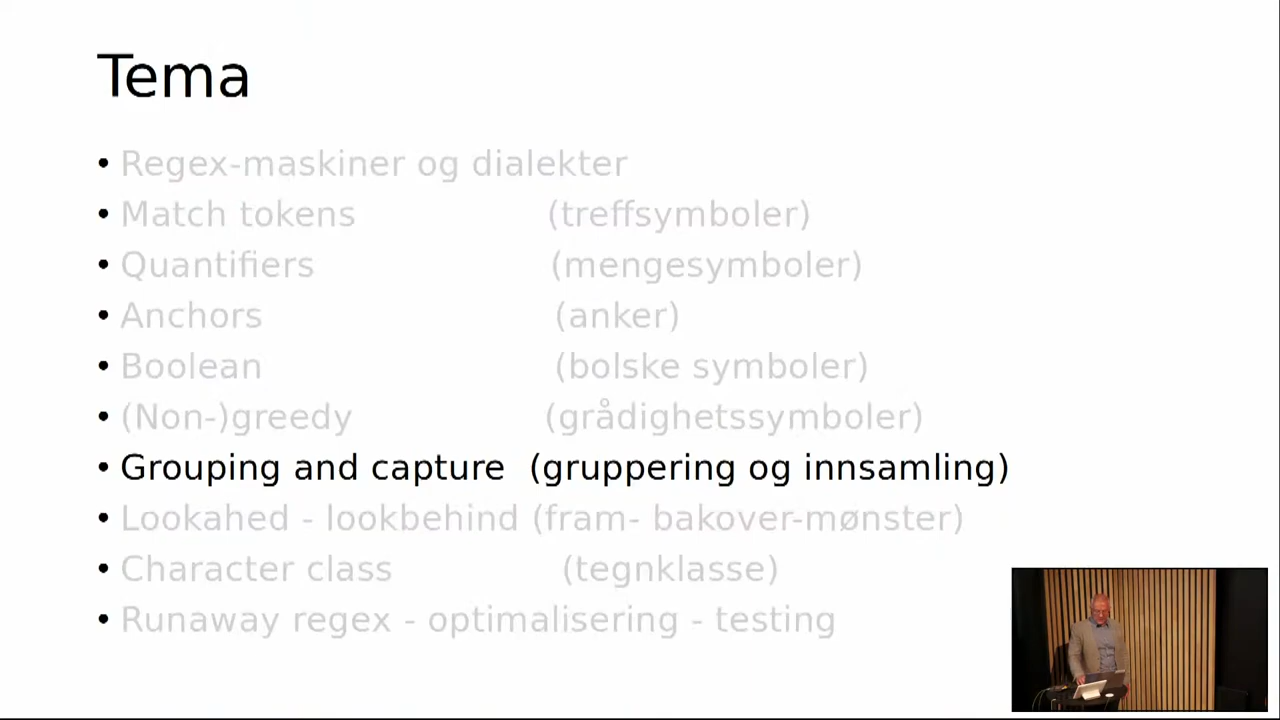 Tema
• Regex-maskiner og dialekter
• Match tokens (treffsymboler)
• Quantifiers (mengesymboler)
• Anchors (anker)
• Boolean (bolske symboler)
• (Non-)greedy (grådighetssymboler)
• Grouping and capture (gruppering og innsamling)
• Lookahed - lookbehind (fram- bakover-mønster)
• Character class (tegnklasse)
• Runaway regex - optimalisering - testing